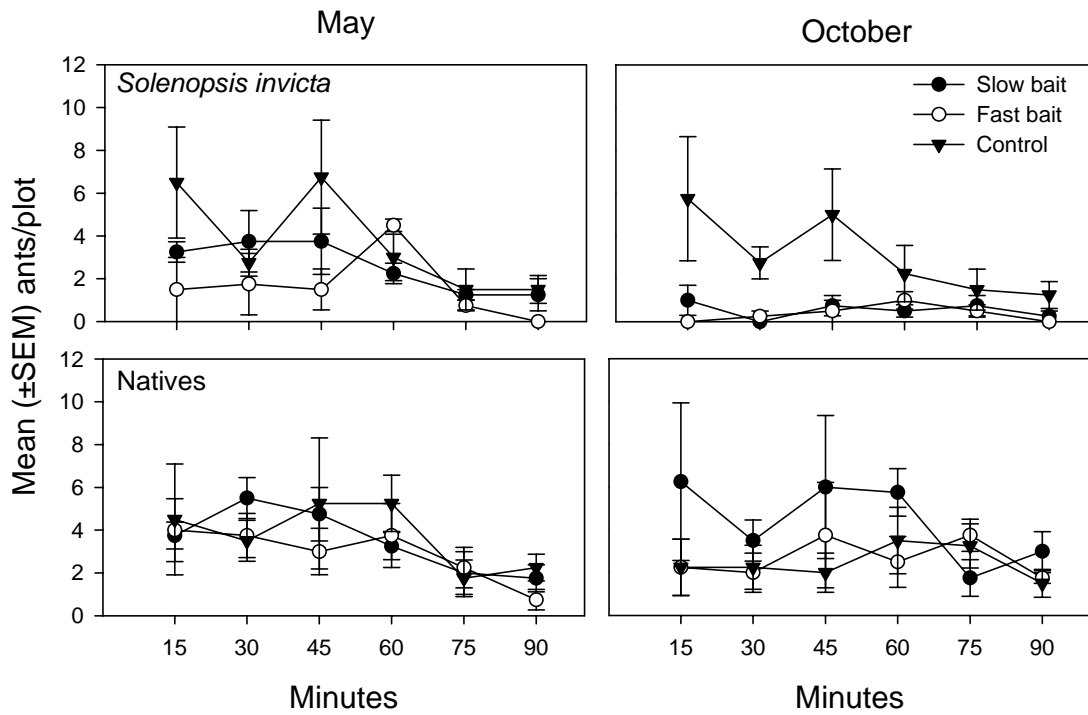 May
October
Mean (±SEM) ants/plot
12
10
8
6
4
2
0
Solenopsis invicta
Slow bait
Fast bait
Control
12
10
8
6
4
2
0
Natives
15 30 45 60 75 90
15 30 45 60 75 90
Minutes
Minutes